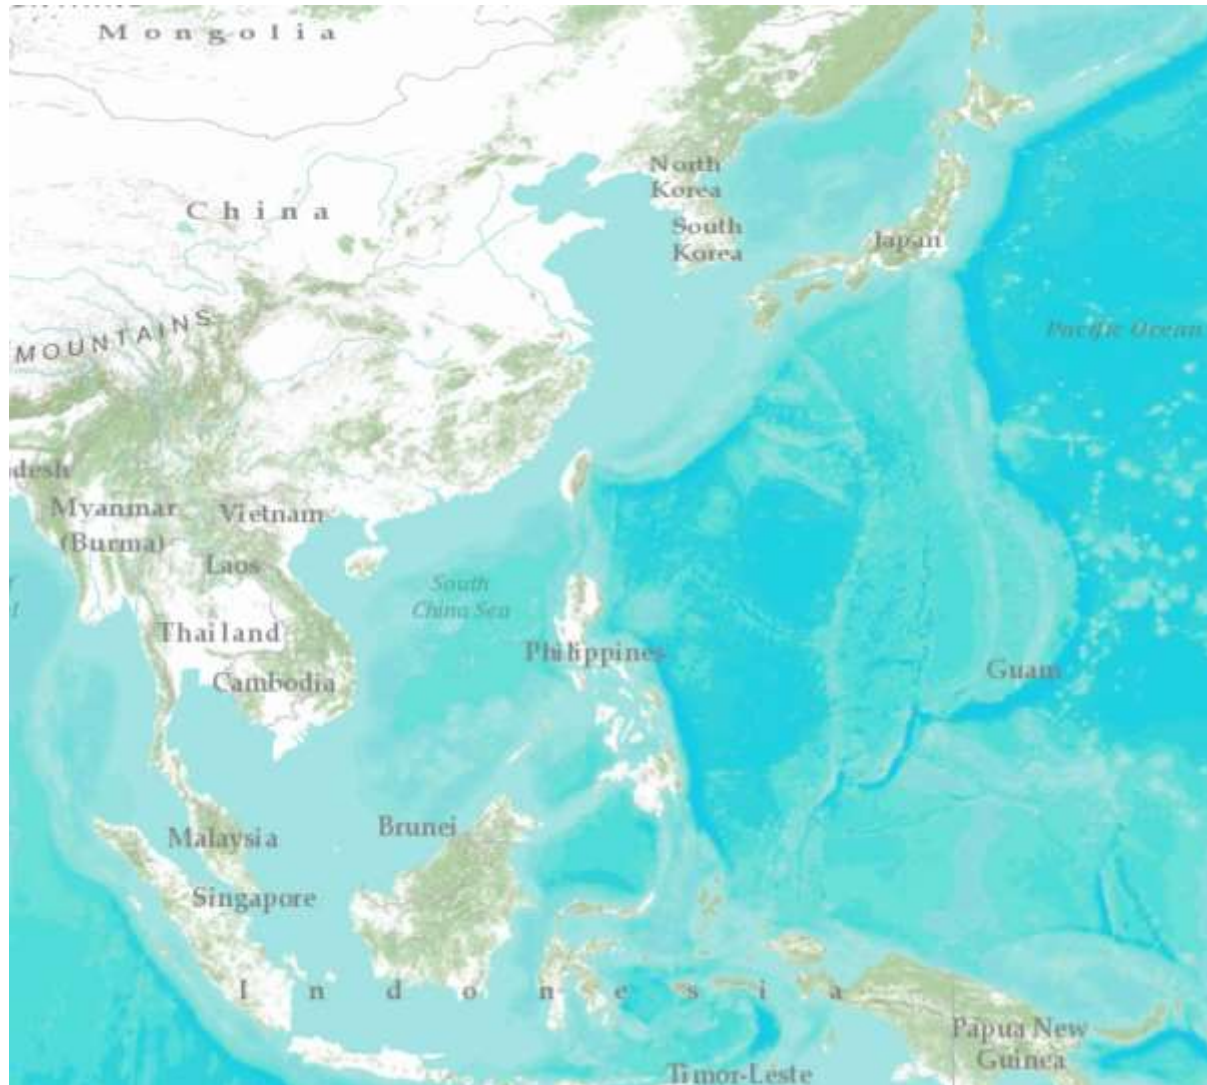 Mongolia
North
Korea
China
South
Korea
Japan
MOUNTAINS
Pacific Ocean
desh
Myanmar
(Burma)
Vietnam
Laos
South
China Sea
Thailand
Philippines
Cambodia
Guam
Brunei
Malaysia
Singapore
Indonesia
Papua New
Guinea
Timor-Leste